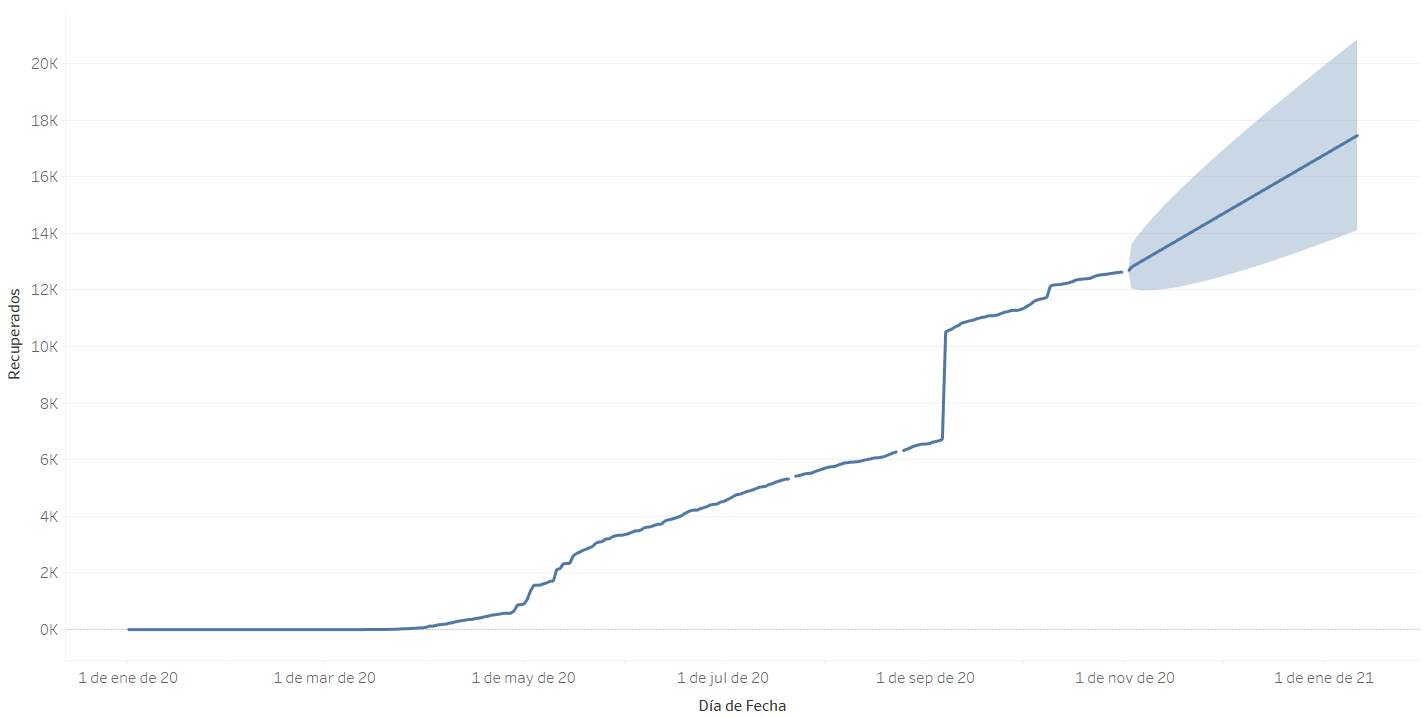 20K
18K
16K
14K
12K
10K
8K
6K
4K
2K
0K
Recuperados
1 de ene de 20
1 de mar de 20
1 de may de 20
1 de jul de 20
1 de sep de 20
1 de nov de 20
1 de ene de 21
Día de Fecha